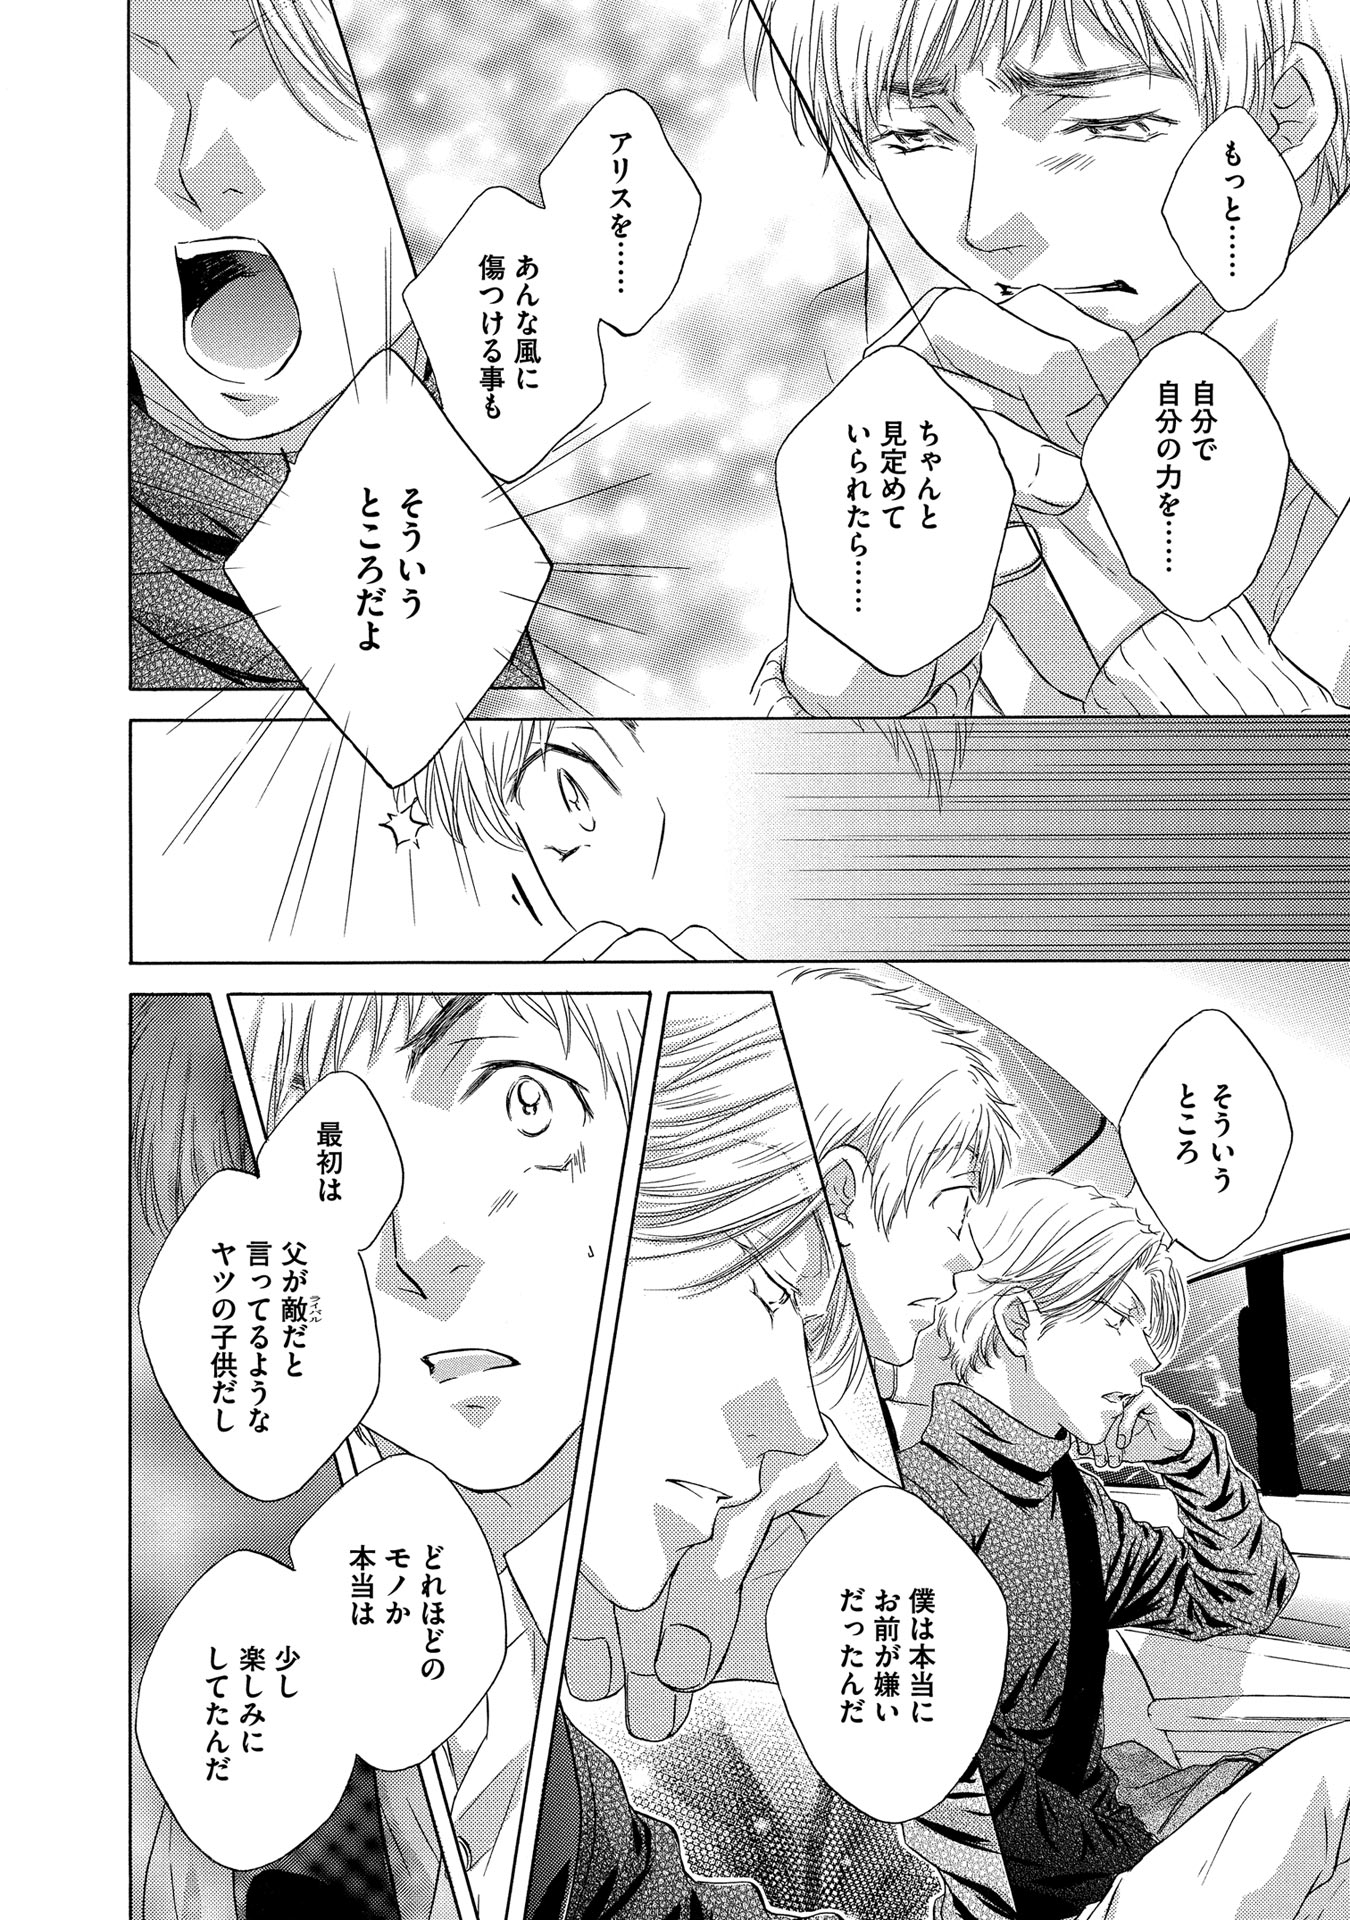 もっと……
自分で
自分の力を……
ちゃんと
見定めて
いられたら……
アリスを……
あんな風に
傷つける事も
そういう
ところだよ
そういう
ところ
僕は本当に
お前が嫌い
だったんだ
最初は
父が敵だと
ライバル
言ってるような
ヤツの子供だし
どれほどの
モノか
本当は
少し
楽しみに
してたんだ